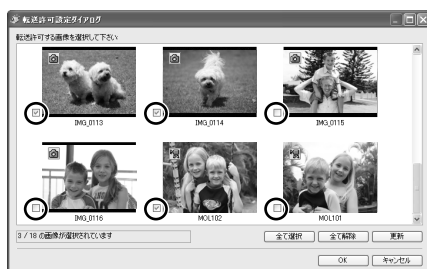 転送許可設定ダイアログ
転送許可する画像を選択して下さい
IMG_0113
IMG_0114
IMG_0115
IMG_0116
MOL102
MOL101
3 / 18 の画像が選択されています
全て選択
全て解除
更新
OK
キャンセル